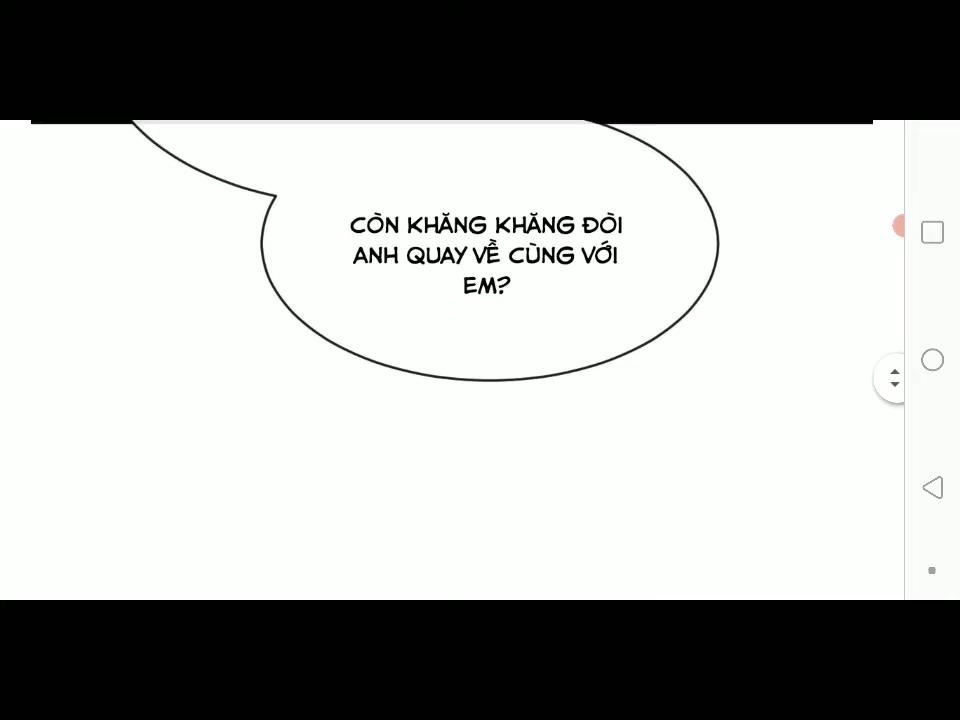 CÒN KHĂNG KHĂNG ĐÒI
ANH QUAY VỀ CÙNG VỚI
EM?